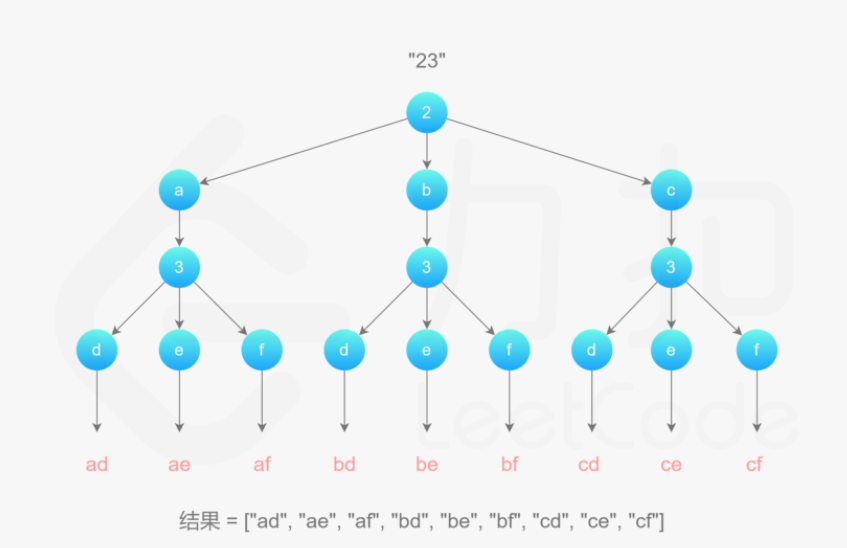 "23"
2
a b c
3 3 3
d e f d e f d e f
ad ae af bd be bf cd ce cf
结果 = ["ad", "ae", "af", "bd", "be", "bf", "cd", "ce", "cf"]
力扣
LeetCode